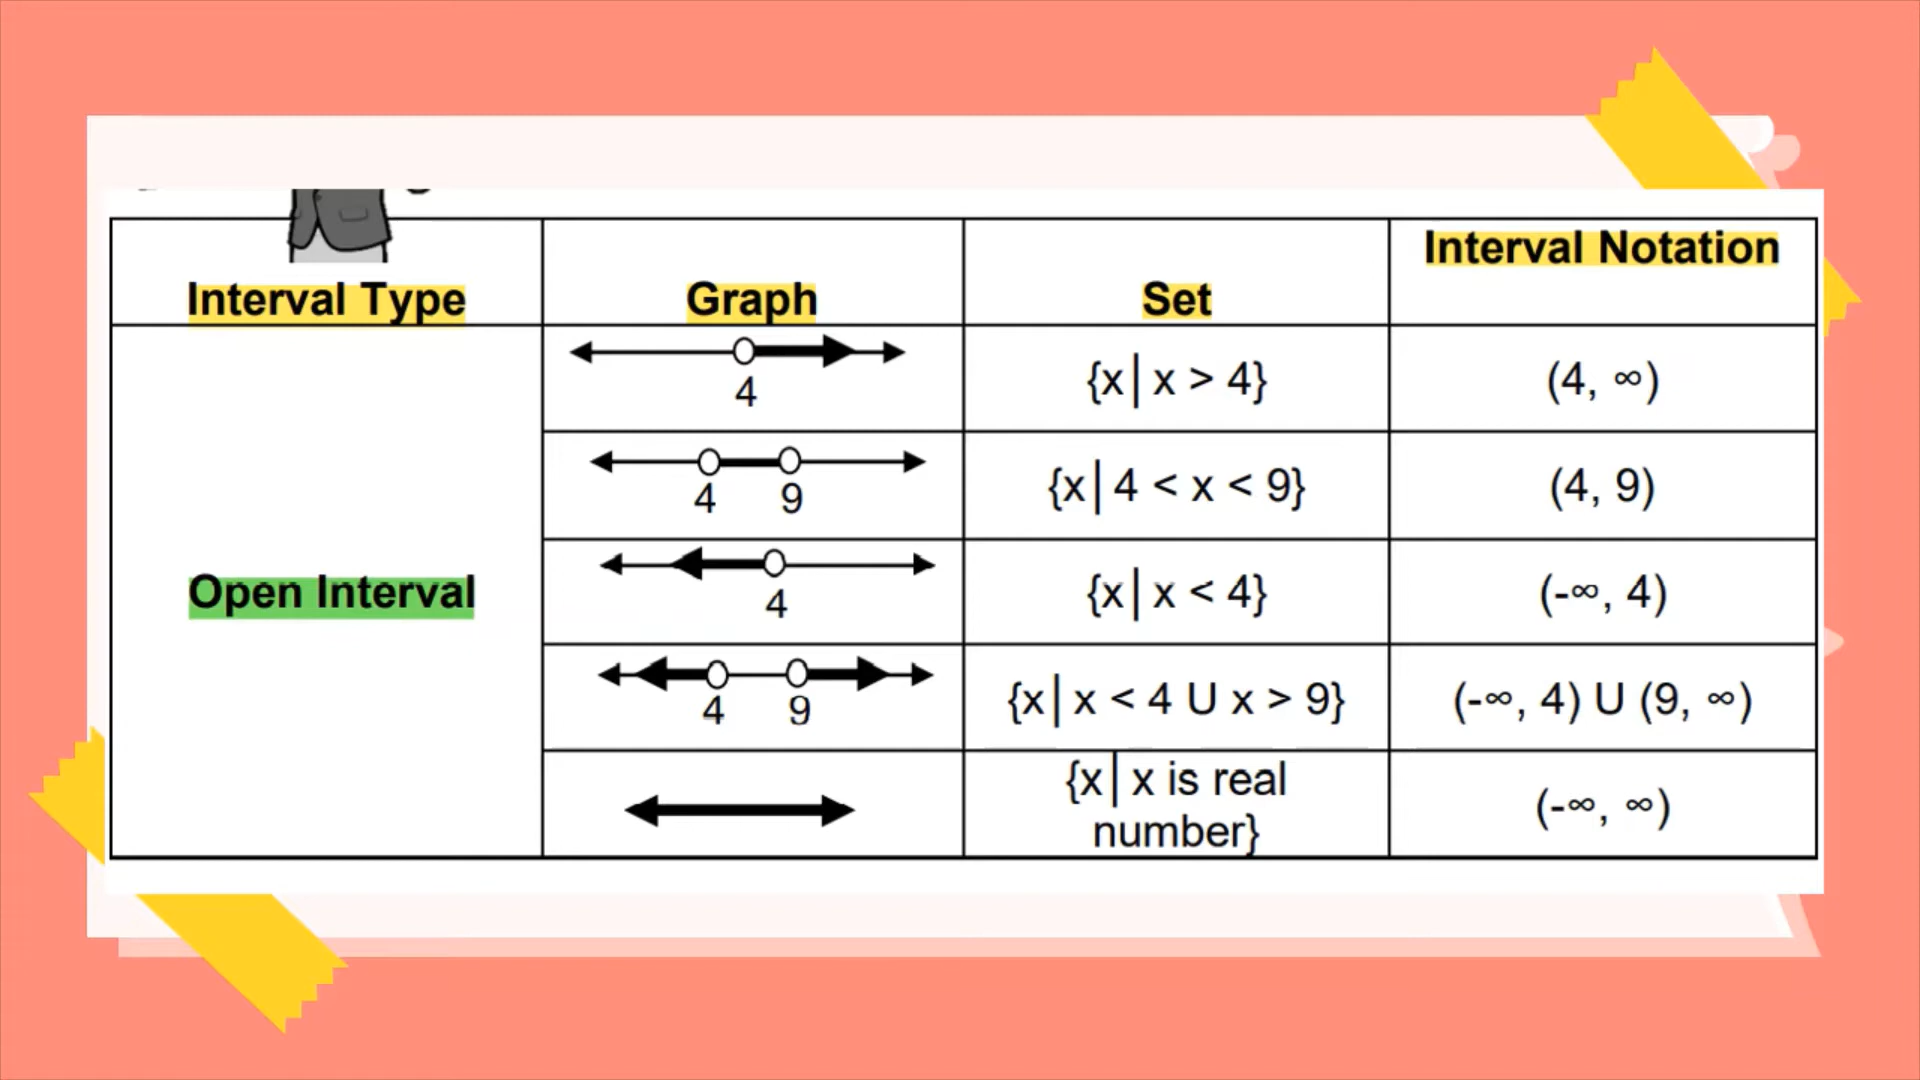 Interval Type Graph Set Interval Notation
4
{x|x > 4} (4, ∞)
4 9
{x|4 < x < 9} (4, 9)
Open Interval
4
{x|x < 4} (-∞, 4)
4 9
{x|x < 4 U x > 9} (-∞, 4) U (9, ∞)
{x|x is real
number} (-∞, ∞)